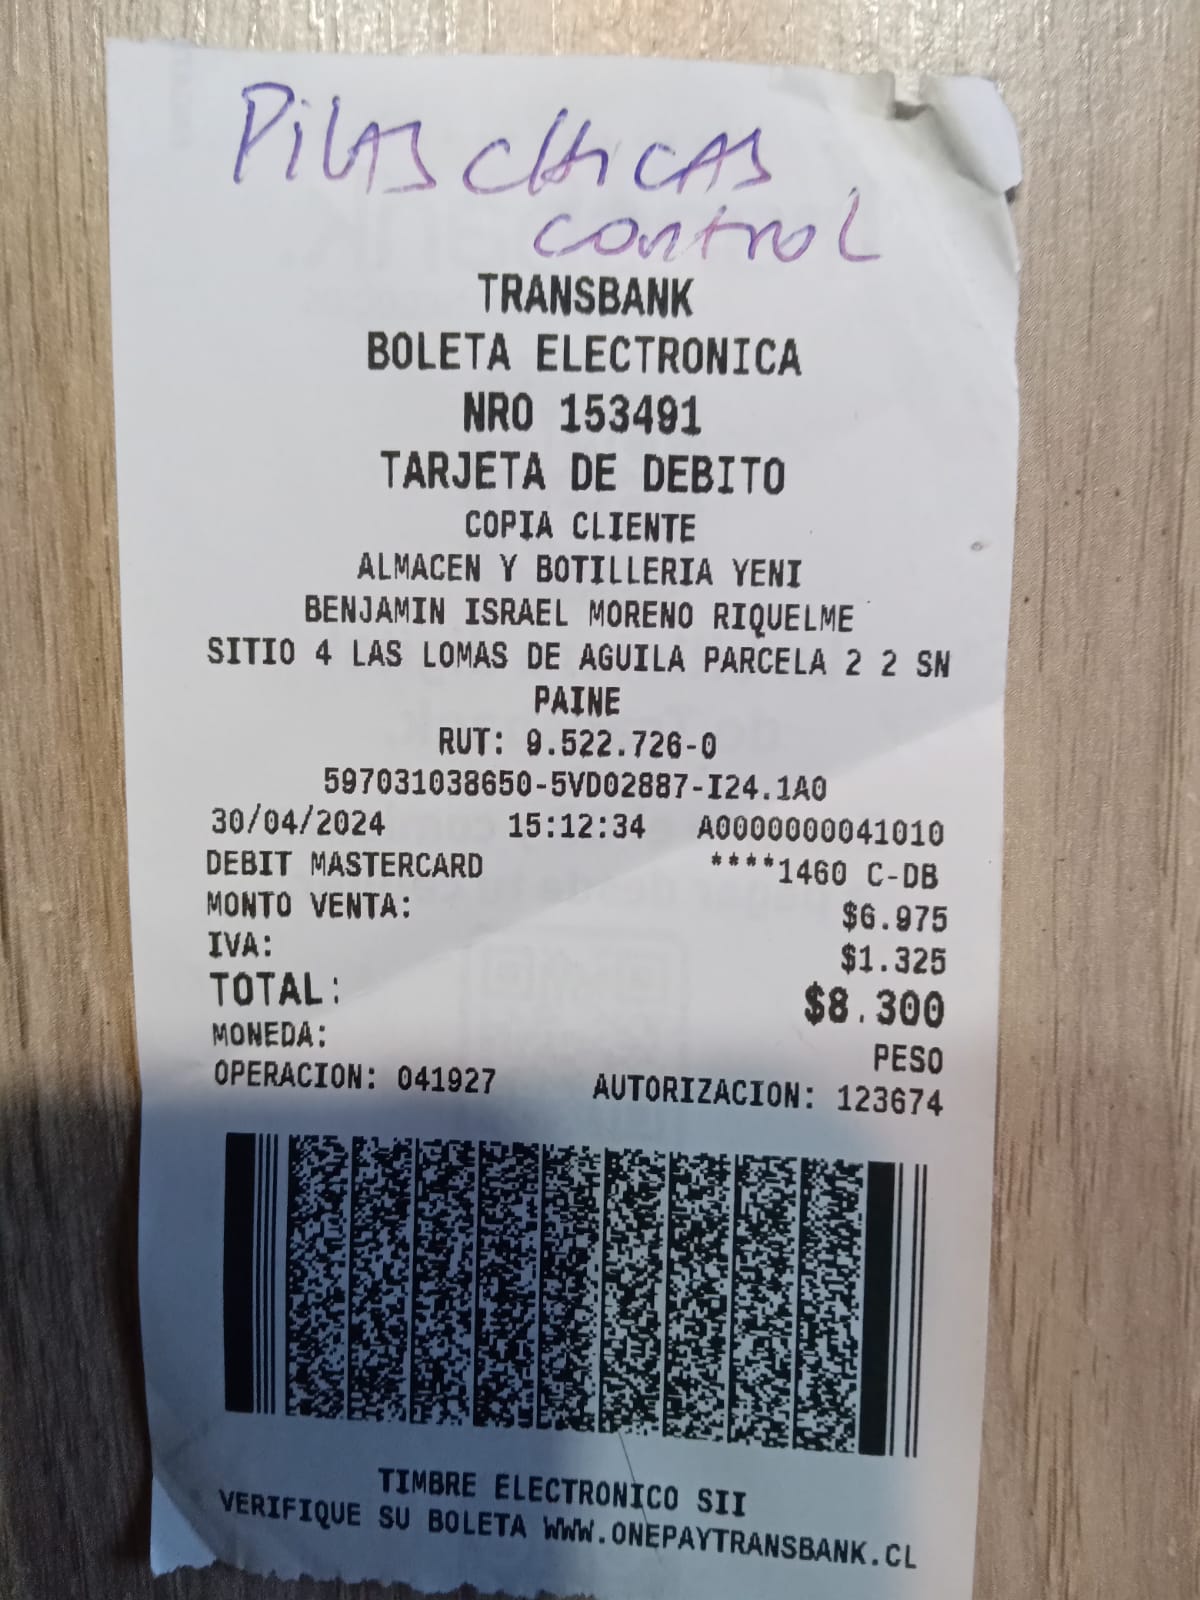 Pilas chicas
control
TRANSBANK
BOLETA ELECTRONICA
NRO 153491
TARJETA DE DEBITO
COPIA CLIENTE
ALMACEN Y BOTILLERIA YENI
BENJAMIN ISRAEL MORENO RIQUELME
SITIO 4 LAS LOMAS DE AGUILA PARCELA 2 2 SN
PAINE
RUT: 9.522.726-0
597031038650-5VD02887-I24.1A0
30/04/2024 15:12:34 A0000000041010
DEBIT MASTERCARD ****1460 C-DB
MONTO VENTA: $6.975
IVA: $1.325
TOTAL: $8.300
MONEDA: PESO
OPERACION: 041927 AUTORIZACION: 123674
TIMBRE ELECTRONICO SII
VERIFIQUE SU BOLETA WWW.ONEPAYTRANSBANK.CL